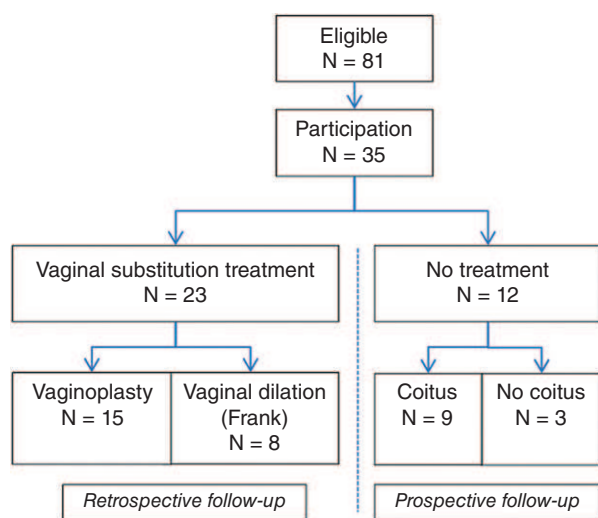 Eligible
N = 81
Participation
N = 35
Vaginal substitution treatment
N = 23
No treatment
N = 12
Vaginoplasty
N = 15
Vaginal dilation
(Frank)
N = 8
Coitus
N = 9
No coitus
N = 3
Retrospective follow-up
Prospective follow-up